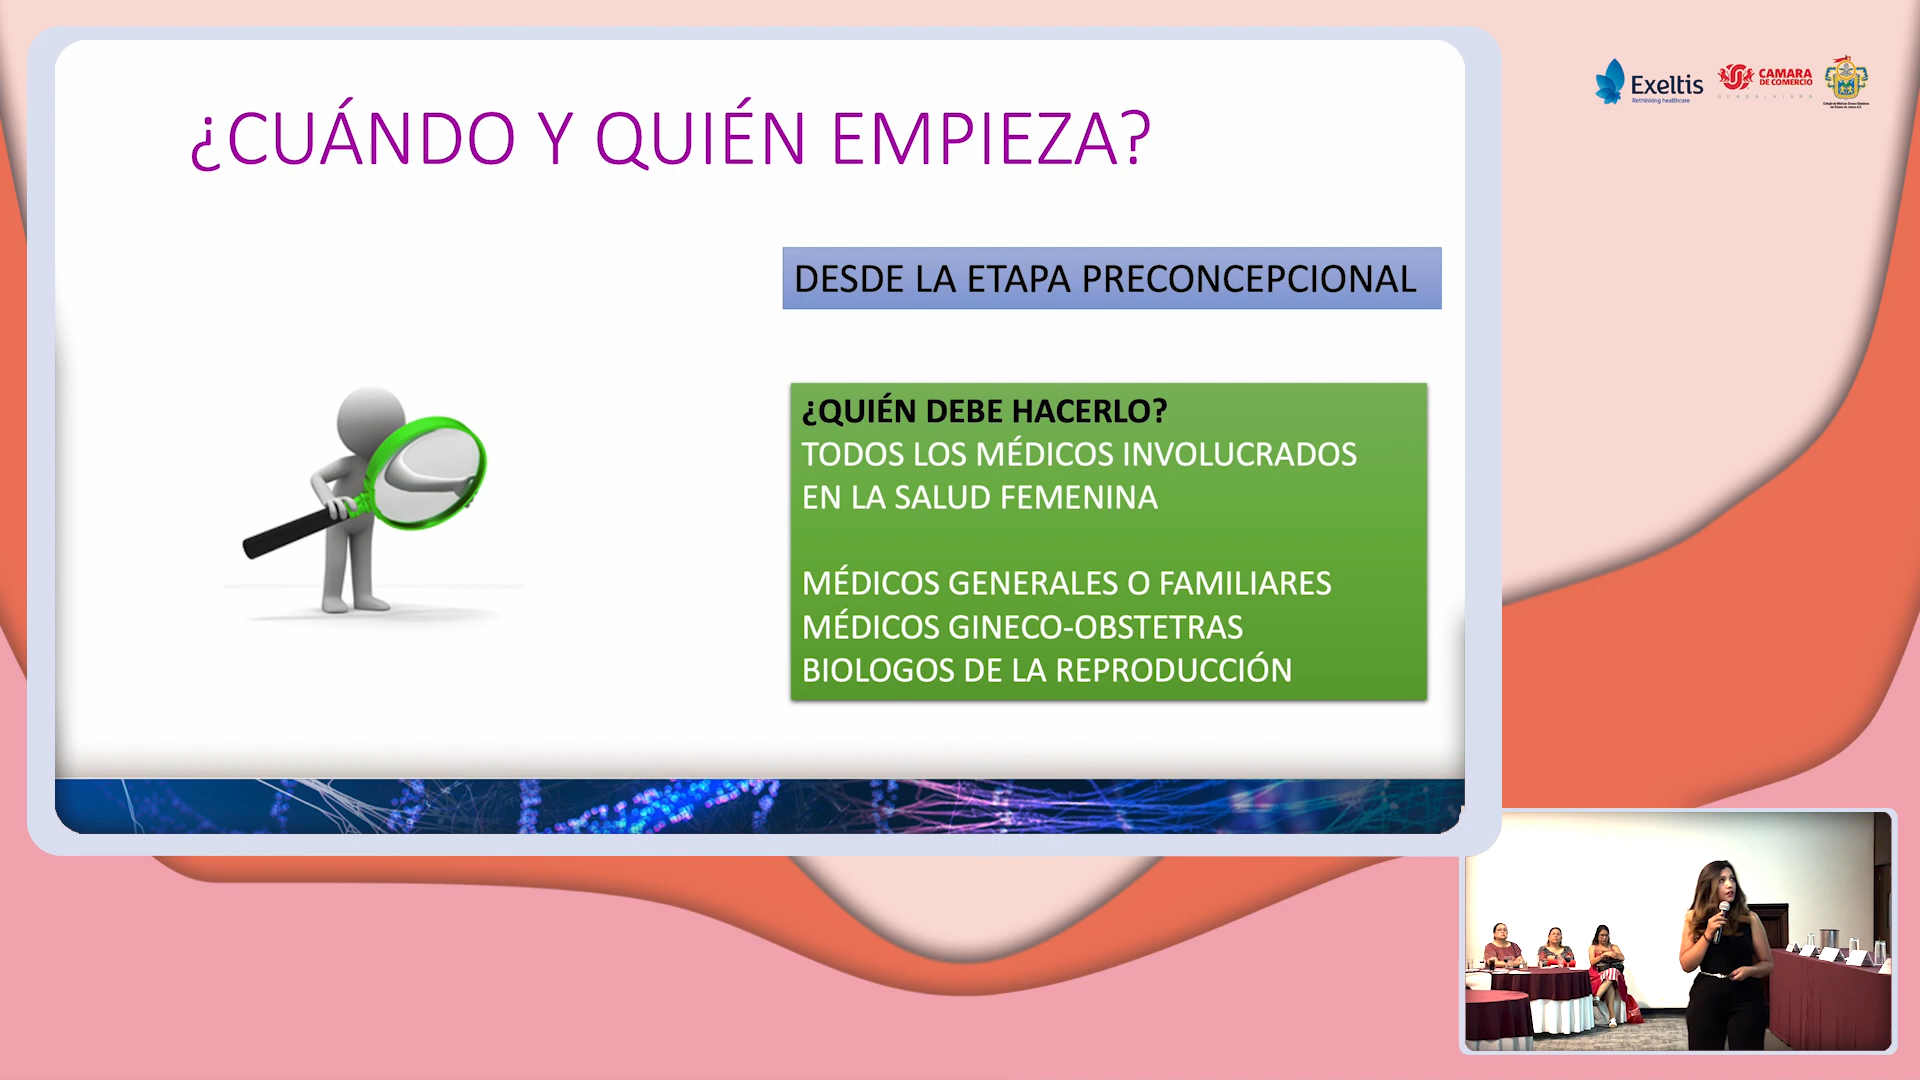 ¿CUÁNDO Y QUIÉN EMPIEZA?
DESDE LA ETAPA PRECONCEPCIONAL
¿QUIÉN DEBE HACERLO?
TODOS LOS MÉDICOS INVOLUCRADOS
EN LA SALUD FEMENINA
MÉDICOS GENERALES O FAMILIARES
MÉDICOS GINECO-OBSTETRAS
BIOLOGOS DE LA REPRODUCCIÓN
Exeltis
Rethinking healthcare
CAMARA
DE COMERCIO
GUADALAJARA